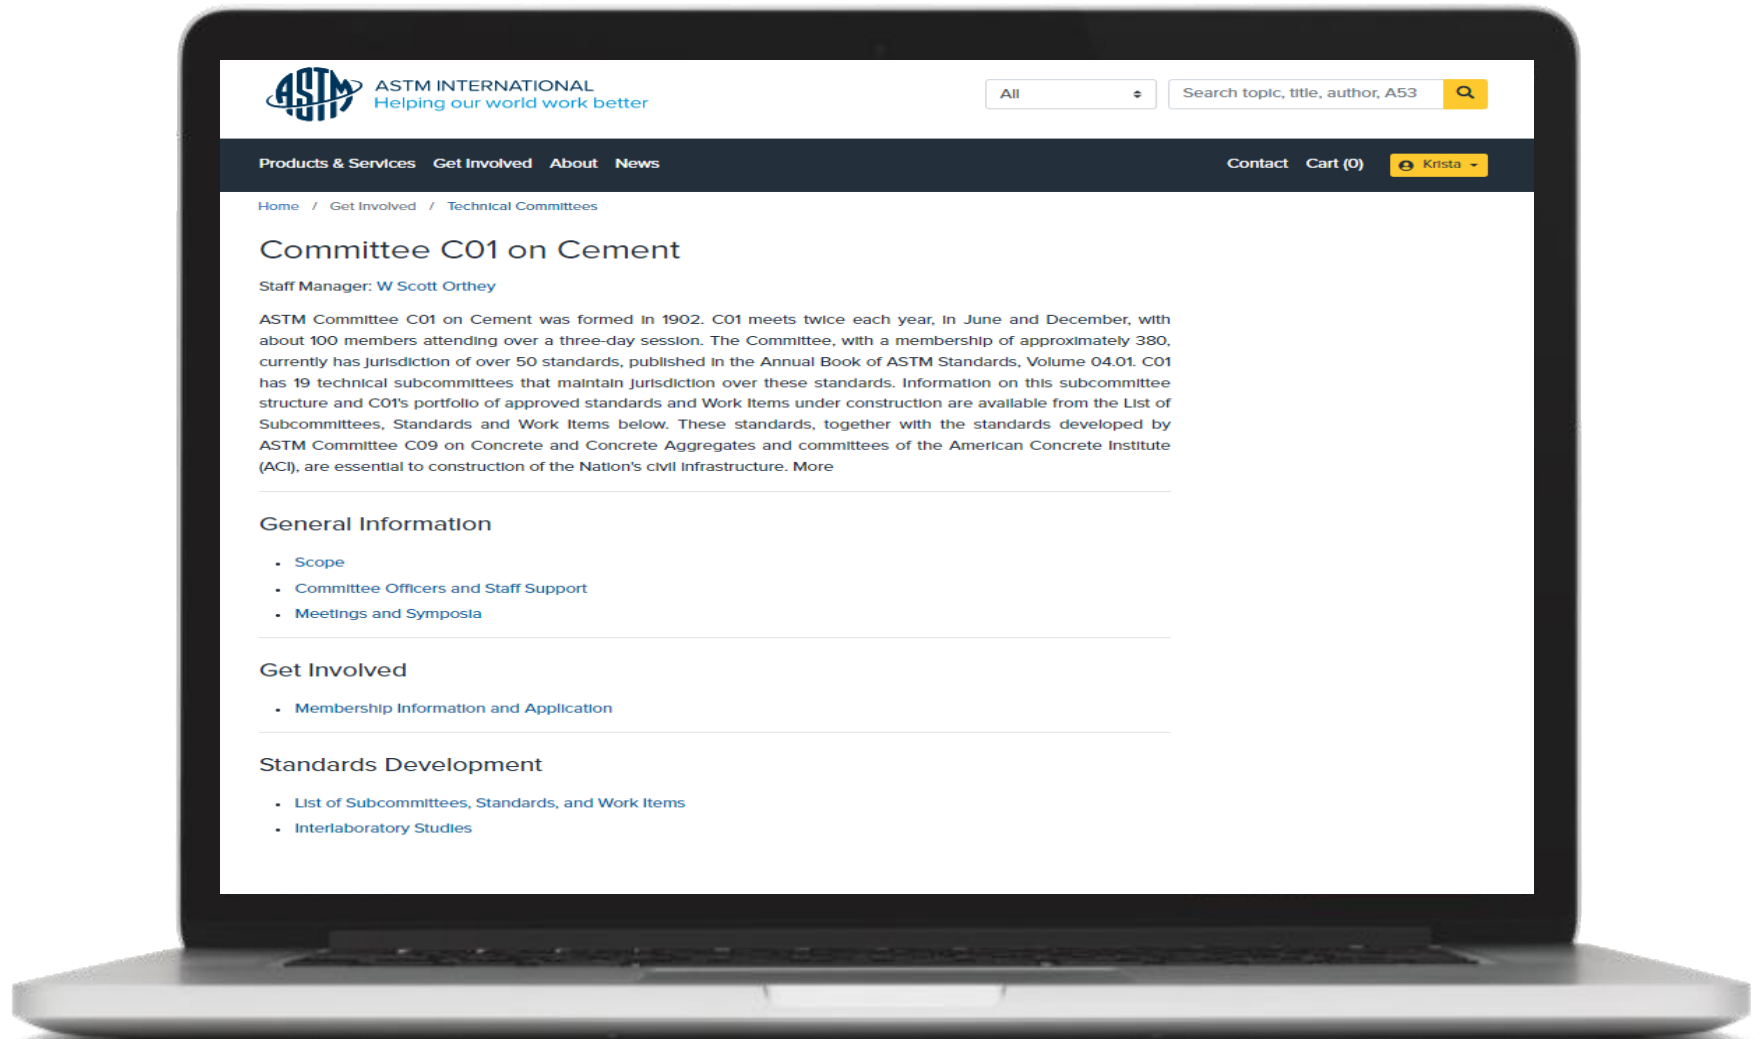 ASTM
ASTM INTERNATIONAL
Helping our world work better
All
Search topic, title, author, A53
Products & Services Get Involved About News
Contact Cart (0) Krista
Home / Get Involved / Technical Committees
Committee C01 on Cement
Staff Manager: W Scott Orthey
ASTM Committee C01 on Cement was formed in 1902. C01 meets twice each year, in June and December, with
about 100 members attending over a three-day session. The Committee, with a membership of approximately 380,
currently has jurisdiction of over 50 standards, published in the Annual Book of ASTM Standards, Volume 04.01. C01
has 19 technical subcommittees that maintain jurisdiction over these standards. Information on this subcommittee
structure and C01's portfolio of approved standards and Work Items under construction are available from the List of
Subcommittees, Standards and Work Items below. These standards, together with the standards developed by
ASTM Committee C09 on Concrete and Concrete Aggregates and committees of the American Concrete Institute
(ACI), are essential to construction of the Nation's civil infrastructure. More
General Information
• Scope
• Committee Officers and Staff Support
• Meetings and Symposia
Get Involved
• Membership Information and Application
Standards Development
• List of Subcommittees, Standards, and Work Items
• Interlaboratory Studies